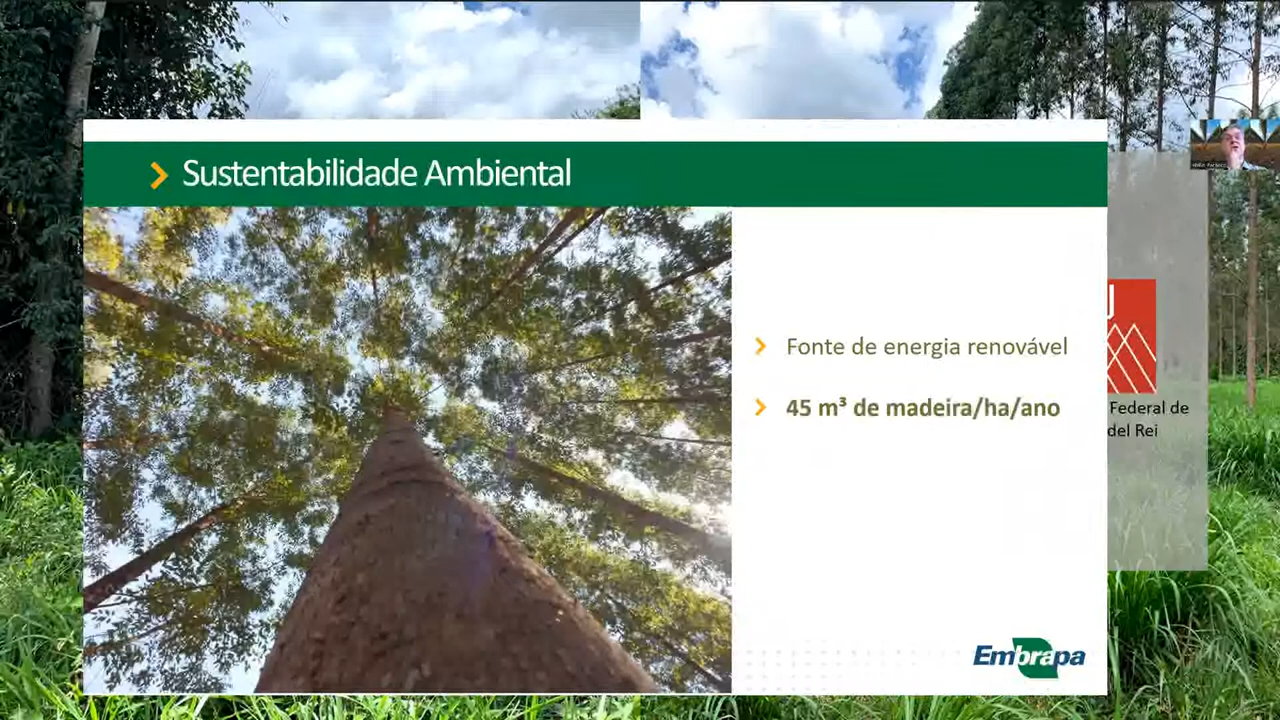 Sustentabilidade Ambiental
Fonte de energia renovável
45 m³ de madeira/ha/ano
Federal de
del Rei
J
Embrapa